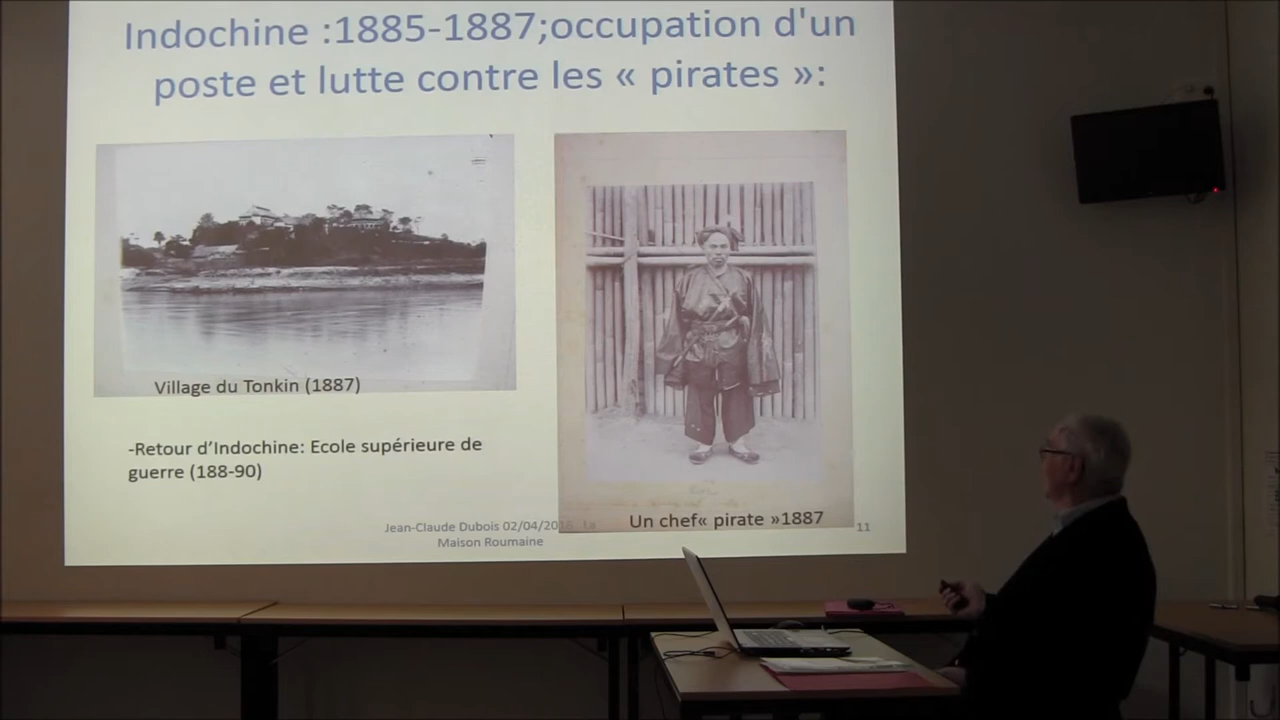 Indochine :1885-1887;occupation d'un
poste et lutte contre les « pirates »:
Village du Tonkin (1887)
-Retour d’Indochine: Ecole supérieure de
guerre (188-90)
Un chef« pirate »1887
Jean-Claude Dubois 02/04/2016 La
Maison Roumaine
11